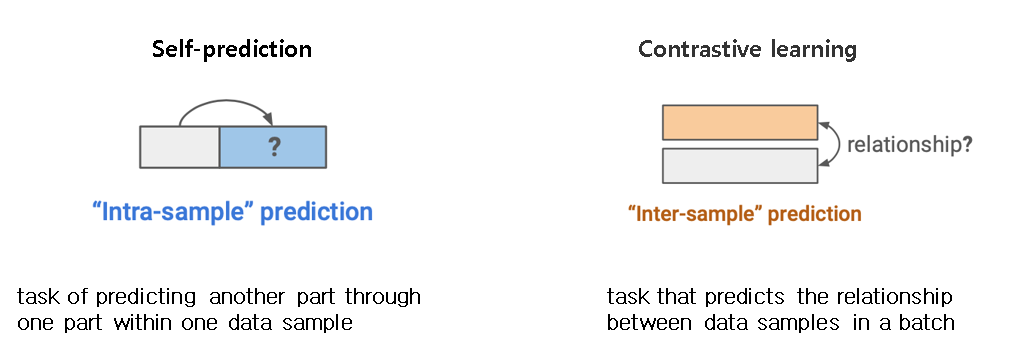 Self-prediction
?
"Intra-sample" prediction
task of predicting another part through
one part within one data sample
Contrastive learning
relationship?
"Inter-sample" prediction
task that predicts the relationship
between data samples in a batch